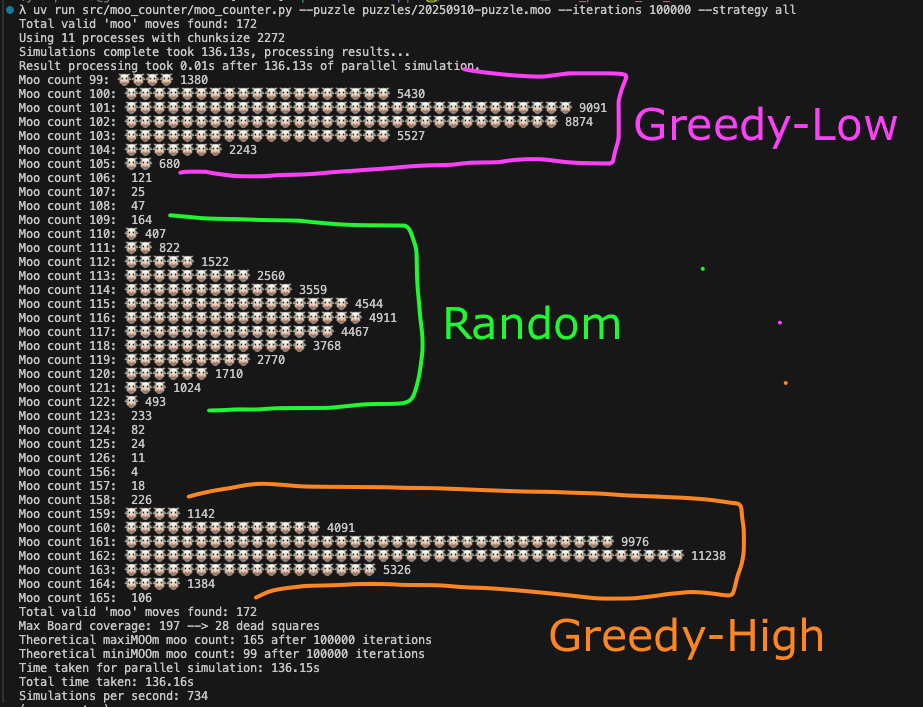 λ uv run src/moo_counter/moo_counter.py --puzzle puzzles/20250910-puzzle.moo --iterations 100000 --strategy all
Total valid 'moo' moves found: 172
Using 11 processes with chunksize 2272
Simulations complete took 136.13s, processing results...
Result processing took 0.01s after 136.13s of parallel simulation.
Moo count 99: 1380
Moo count 100: 5430
Moo count 101: 9091
Moo count 102: 8874
Greedy-Low
Moo count 103: 5527
Moo count 104: 2243
Moo count 105: 680
Moo count 106: 121
Moo count 107: 25
Moo count 108: 47
Moo count 109: 164
Moo count 110: 407
Moo count 111: 822
Moo count 112: 1522
Moo count 113: 2560
Moo count 114: 3559
Moo count 115: 4544
Moo count 116: 4911
Random
Moo count 117: 4467
Moo count 118: 3768
Moo count 119: 2770
Moo count 120: 1710
Moo count 121: 1024
Moo count 122: 493
Moo count 123: 233
Moo count 124: 82
Moo count 125: 24
Moo count 126: 11
Moo count 156: 4
Moo count 157: 18
Moo count 158: 226
Moo count 159: 1142
Moo count 160: 4091
Moo count 161: 9976
Moo count 162: 11238
Moo count 163: 5326
Moo count 164: 1384
Moo count 165: 106
Total valid 'moo' moves found: 172
Max Board coverage: 197 --> 28 dead squares
Greedy-High
Theoretical maxiMOOm moo count: 165 after 100000 iterations
Theoretical miniMOOm moo count: 99 after 100000 iterations
Time taken for parallel simulation: 136.15s
Total time taken: 136.16s
Simulations per second: 734